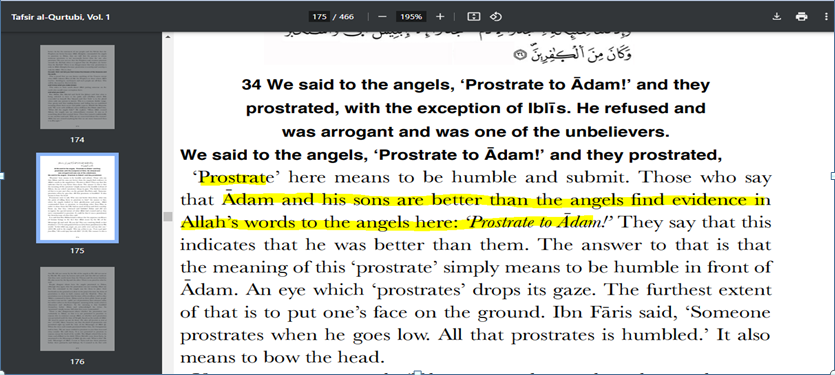 Tafsir al-Qurtubi, Vol. 1
175 / 466
195%
174
175
176
وَكَانَ مِنَ ٱلْكَٰفِرِينَ
34 We said to the angels, ‘Prostrate to Ādam!’ and they
prostrated, with the exception of Iblīs. He refused and
was arrogant and was one of the unbelievers.
We said to the angels, ‘Prostrate to Ādam!’ and they prostrated,
‘Prostrate’ here means to be humble and submit. Those who say
that Ādam and his sons are better than the angels find evidence in
Allah’s words to the angels here: ‘Prostrate to Ādam!’ They say that this
indicates that he was better than them. The answer to that is that
the meaning of this ‘prostrate’ simply means to be humble in front of
Ādam. An eye which ‘prostrates’ drops its gaze. The furthest extent
of that is to put one’s face on the ground. Ibn Fāris said, ‘Someone
prostrates when he goes low. All that prostrates is humbled.’ It also
means to bow the head.